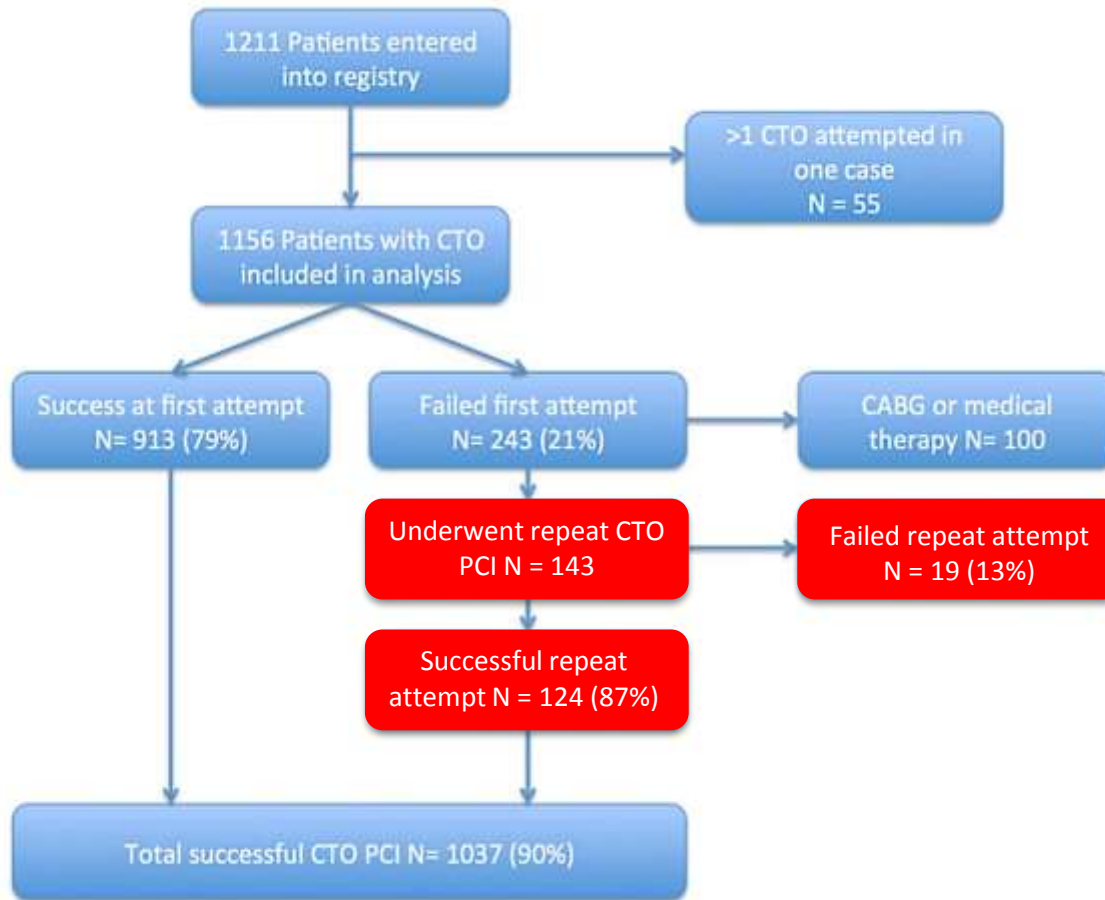 1211 Patients entered
into registry
>1 CTO attempted in
one case
N = 55
1156 Patients with CTO
included in analysis
Success at first attempt
N= 913 (79%)
Failed first attempt
N= 243 (21%)
CABG or medical
therapy N= 100
Underwent repeat CTO
PCI N = 143
Failed repeat attempt
N = 19 (13%)
Successful repeat
attempt N = 124 (87%)
Total successful CTO PCI N= 1037 (90%)